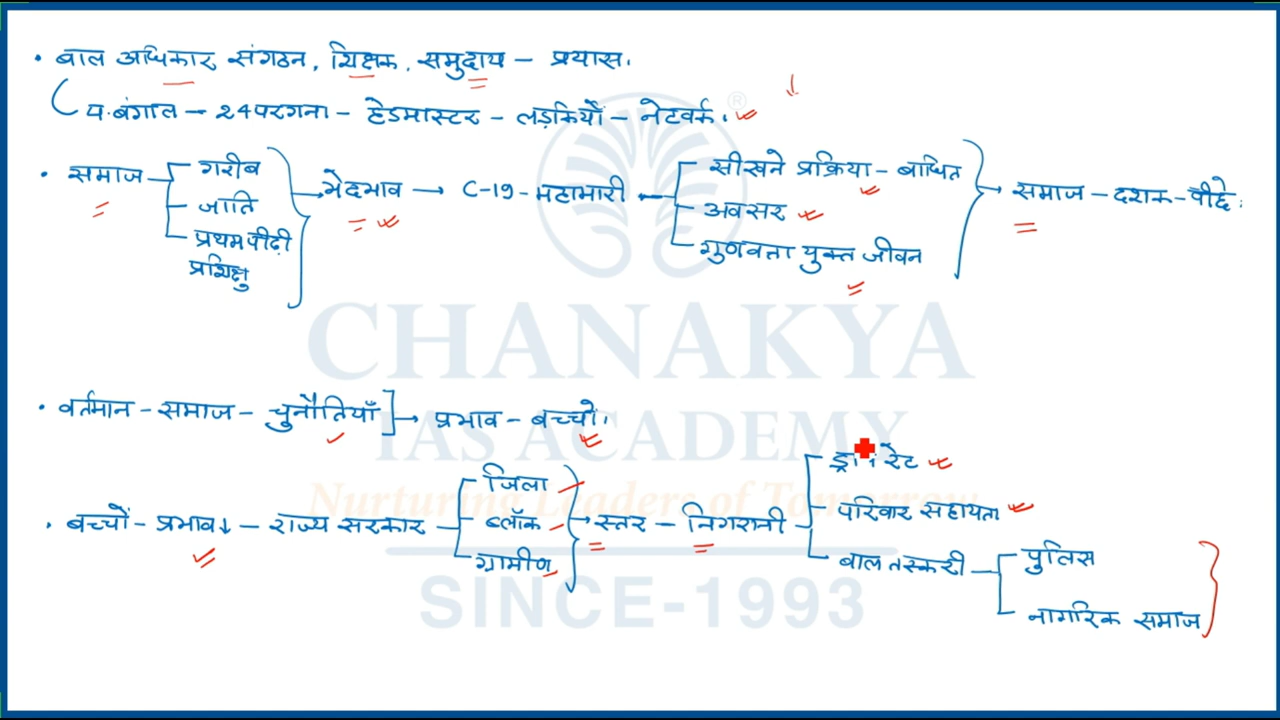 • बाल अधिकार संगठन, शिक्षक, समुदाय - प्रयास.
प. बंगाल - 24 परगना - हेडमास्टर - लड़कियों - नेटवर्क.
®
• समाज गरीब
जाति
प्रथम पीढ़ी
प्रशिक्षु
भेदभाव → C-19-महामारी
सीखने प्रक्रिया - बाधित
अवसर
गुणवत्ता युक्त जीवन
→ समाज - दशक - पीछे.
CHANAKYA
IAS ACADEMY
Nurturing Leaders of Tomorrow
SINCE-1993
• वर्तमान - समाज - चुनौतियाँ ] → प्रभाव - बच्चों.
• बच्चों - प्रभाव↓ - राज्य सरकार
जिला
ब्लॉक
ग्रामीण
→ स्तर - निगरानी
रेट
परिवार सहायता
बाल तस्करी
पुलिस
नागरिक समाज